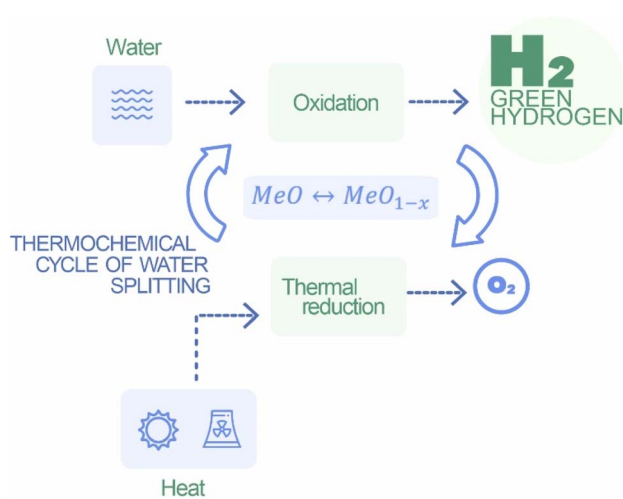 Water
Oxidation
H2
GREEN
HYDROGEN
MeO ↔ MeO₁₋ₓ
THERMOCHEMICAL
CYCLE OF WATER
SPLITTING
Thermal
reduction
O₂
Heat